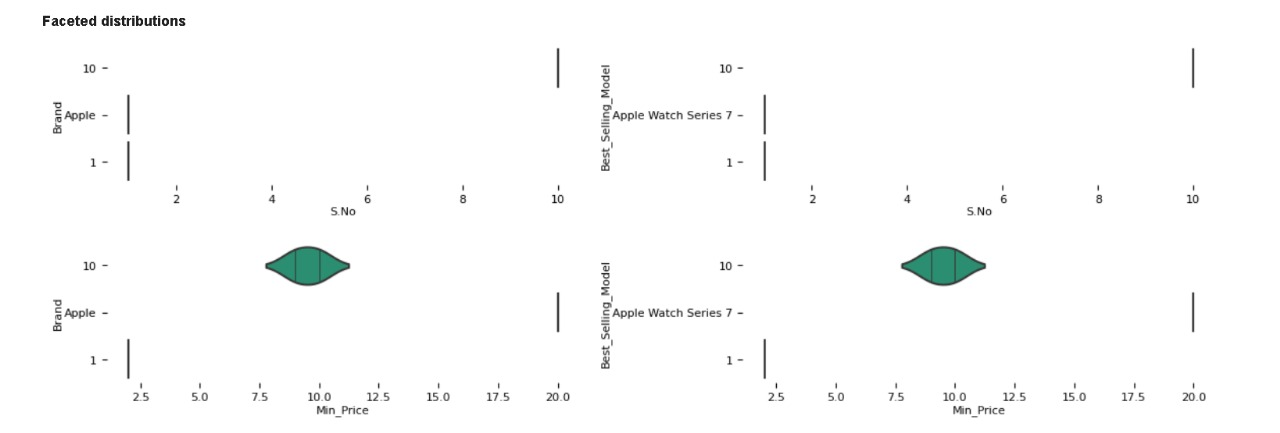 Faceted distributions
Brand
10
Apple
1
2 4 6 8 10
S.No
Best_Selling_Model
10
Apple Watch Series 7
1
2 4 6 8 10
S.No
Brand
10
Apple
1
2.5 5.0 7.5 10.0 12.5 15.0 17.5 20.0
Min_Price
Best_Selling_Model
10
Apple Watch Series 7
1
2.5 5.0 7.5 10.0 12.5 15.0 17.5 20.0
Min_Price